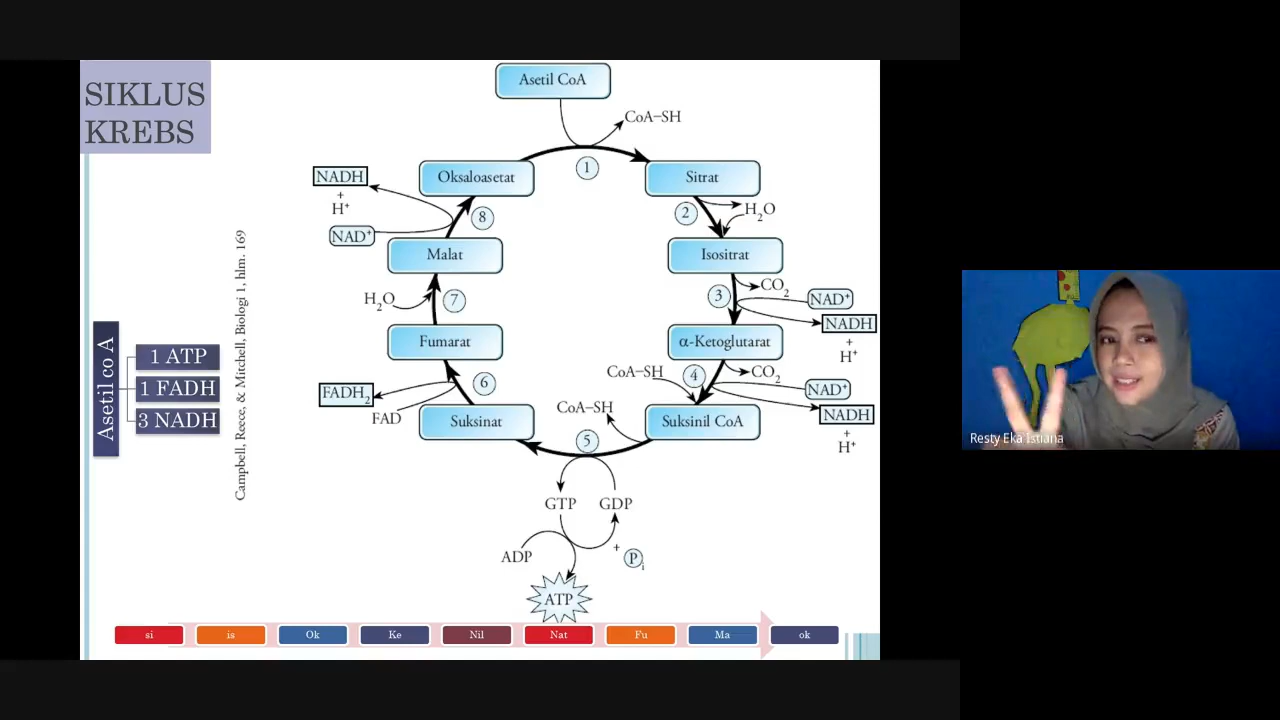 SIKLUS
KREBS
Asetil CoA
CoA–SH
1
Oksaloasetat
Sitrat
NADH
+
H⁺
NAD⁺
8
2
H₂O
Malat
Isositrat
CO₂
3
NAD⁺
NADH
+
H⁺
H₂O
7
Fumarat
α-Ketoglutarat
CoA–SH
4
CO₂
NAD⁺
NADH
+
H⁺
6
FADH₂
FAD
Suksinat
Suksinil CoA
CoA–SH
5
GTP
GDP
ADP
+
Pi
ATP
Campbell, Reece, & Mitchell, Biologi 1, hlm. 169
Asetil co A
1 ATP
1 FADH
3 NADH
si
is
Ok
Ke
Nil
Nat
Fu
Ma
ok
Resty Eka Istiana